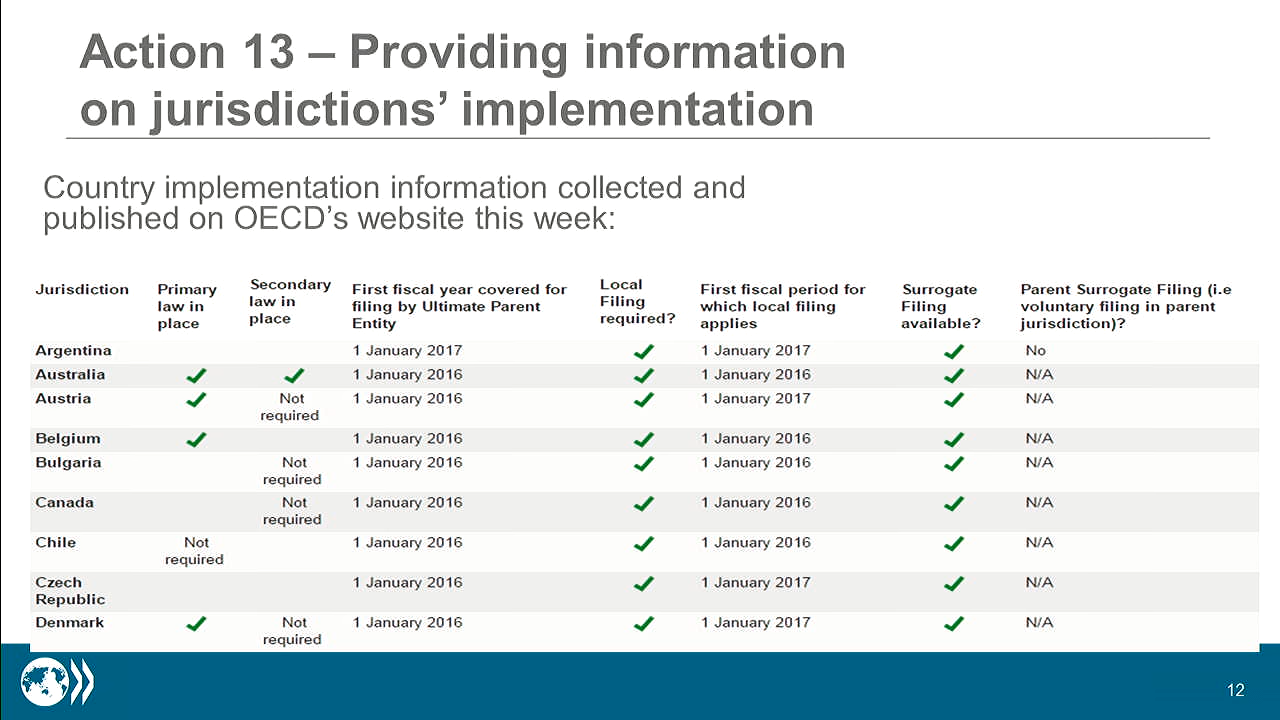 Action 13 – Providing information
on jurisdictions’ implementation
Country implementation information collected and
published on OECD’s website this week:
Jurisdiction Primary law in place Secondary law in place First fiscal year covered for filing by Ultimate Parent Entity Local Filing required? First fiscal period for which local filing applies Surrogate Filing available? Parent Surrogate Filing (i.e voluntary filing in parent jurisdiction)?
Argentina 1 January 2017 ✓ 1 January 2017 ✓ No
Australia ✓ ✓ 1 January 2016 ✓ 1 January 2016 ✓ N/A
Austria ✓ Not required 1 January 2016 ✓ 1 January 2017 ✓ N/A
Belgium ✓ 1 January 2016 ✓ 1 January 2016 ✓ N/A
Bulgaria Not required 1 January 2016 ✓ 1 January 2016 ✓ N/A
Canada Not required 1 January 2016 ✓ 1 January 2016 ✓ N/A
Chile Not required 1 January 2016 ✓ 1 January 2016 ✓ N/A
Czech Republic 1 January 2016 ✓ 1 January 2017 ✓ N/A
Denmark ✓ Not required 1 January 2016 ✓ 1 January 2017 ✓ N/A
12